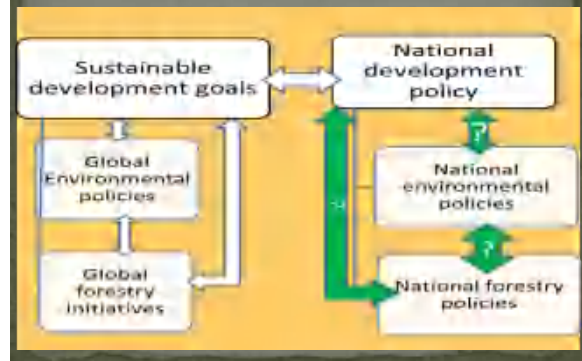 Sustainable
development goals
National
development
policy
?
Global
Environmental
policies
National
environmental
policies
?
Global
forestry
initiatives
National forestry
policies